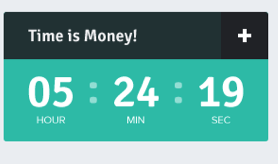 Time is Money! +
05 : 24 : 19
HOUR MIN SEC